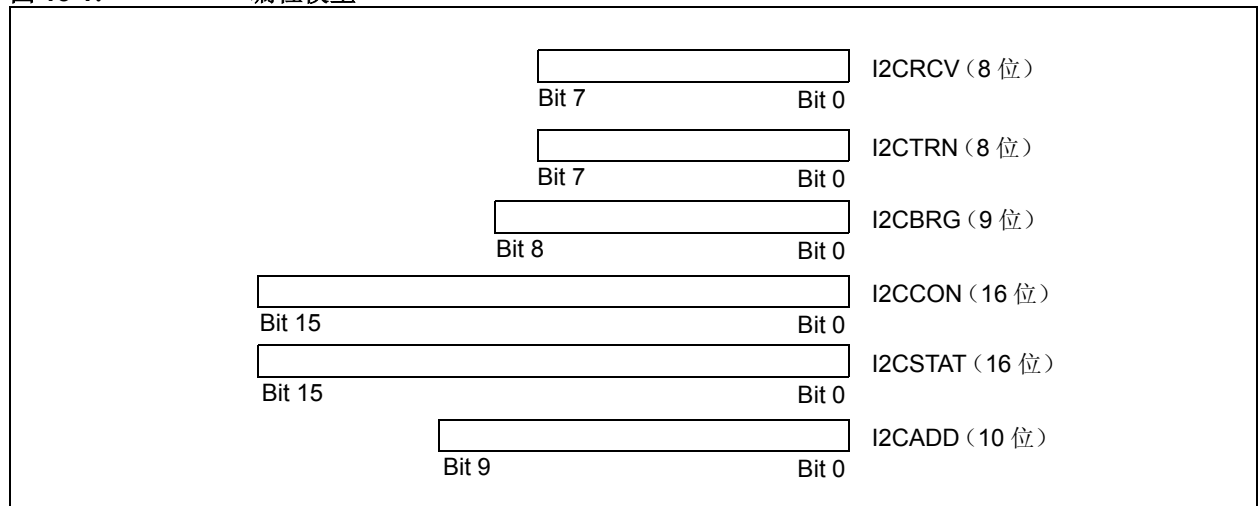 I2CRCV（8 位）
Bit 7 Bit 0
I2CTRN（8 位）
Bit 7 Bit 0
I2CBRG（9 位）
Bit 8 Bit 0
I2CCON（16 位）
Bit 15 Bit 0
I2CSTAT（16 位）
Bit 15 Bit 0
I2CADD（10 位）
Bit 9 Bit 0